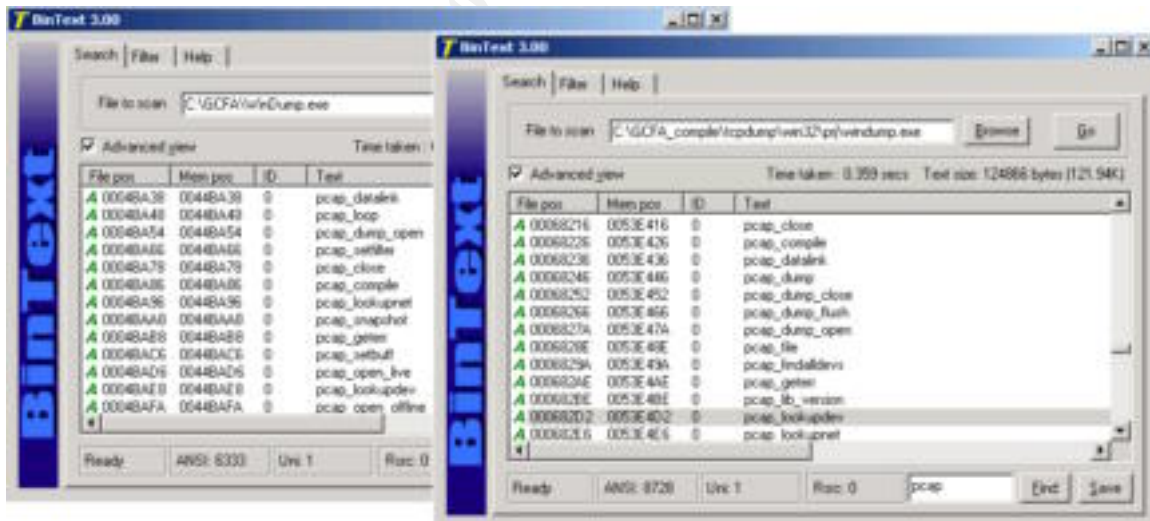 BinText 3.00
Search Filter Help
File to scan C:\GCFA\WinDump.exe
Advanced view Time taken :
File pos Mem pos ID Text
A 0004BA38 0044BA38 0 pcap_datalink
A 0004BA48 0044BA48 0 pcap_loop
A 0004BA54 0044BA54 0 pcap_dump_open
A 0004BA66 0044BA66 0 pcap_setfilter
A 0004BA78 0044BA78 0 pcap_close
A 0004BA86 0044BA86 0 pcap_compile
A 0004BA96 0044BA96 0 pcap_lookupnet
A 0004BAA8 0044BAA8 0 pcap_snapshot
A 0004BAB8 0044BAB8 0 pcap_geterr
A 0004BAC6 0044BAC6 0 pcap_setbuff
A 0004BAD6 0044BAD6 0 pcap_open_live
A 0004BAE8 0044BAE8 0 pcap_lookupdev
A 0004BAFA 0044BAFA 0 pcap_open_offline
Ready ANSI: 6333 Uni: 1 Rsrc: 0
BinText
BinText 3.00
Search Filter Help
File to scan C:\GCFA_compile\tcpdump\win32\prj\windump.exe Browse Go
Advanced view Time taken : 0.359 secs Text size: 124866 bytes (121.94K)
File pos Mem pos ID Text
A 00068216 0053E416 0 pcap_close
A 00068226 0053E426 0 pcap_compile
A 00068236 0053E436 0 pcap_datalink
A 00068246 0053E446 0 pcap_dump
A 00068252 0053E452 0 pcap_dump_close
A 00068266 0053E466 0 pcap_dump_flush
A 0006827A 0053E47A 0 pcap_dump_open
A 0006828E 0053E48E 0 pcap_file
A 0006829A 0053E49A 0 pcap_findalldevs
A 000682AE 0053E4AE 0 pcap_geterr
A 000682BE 0053E4BE 0 pcap_lib_version
A 000682D2 0053E4D2 0 pcap_lookupdev
A 000682E6 0053E4E6 0 pcap_lookupnet
Ready ANSI: 8728 Uni: 1 Rsrc: 0 pcap Find Save
BinText